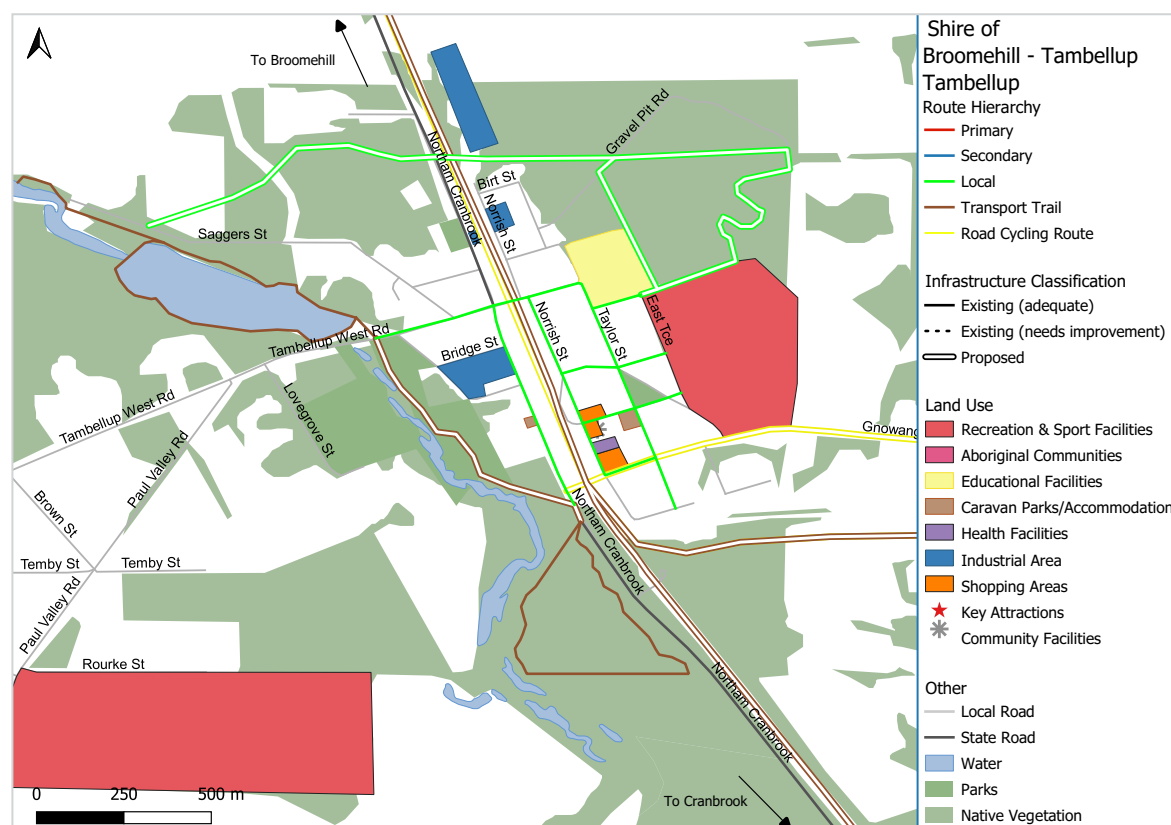 To Broomehill
Gravel Pit Rd
Northam Cranbrook
Birt St
Norrish St
Saggers St
Norrish St
Taylor St
East Tce
Tambellup West Rd
Bridge St
Tambellup West Rd
Lovegrove St
Gnowang
Paul Valley Rd
Brown St
Northam Cranbrook
Temby St
Temby St
Paul Valley Rd
Rourke St
Northam Cranbrook
To Cranbrook
0 250 500 m
Shire of
Broomehill - Tambellup
Tambellup
Route Hierarchy
Primary
Secondary
Local
Transport Trail
Road Cycling Route
Infrastructure Classification
Existing (adequate)
Existing (needs improvement)
Proposed
Land Use
Recreation & Sport Facilities
Aboriginal Communities
Educational Facilities
Caravan Parks/Accommodation
Health Facilities
Industrial Area
Shopping Areas
Key Attractions
Community Facilities
Other
Local Road
State Road
Water
Parks
Native Vegetation